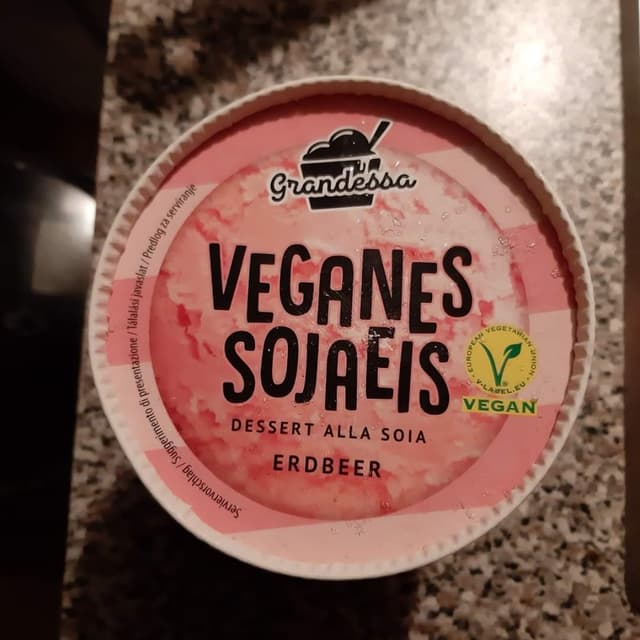 Grandessa
VEGANES
SOJAEIS
DESSERT ALLA SOIA
ERDBEER
EUROPEAN VEGETARIAN UNION
V-LABEL.EU
VEGAN
Serviervorschlag / Suggerimento di presentazione / Tálalási javaslat / Predlog za serviranje